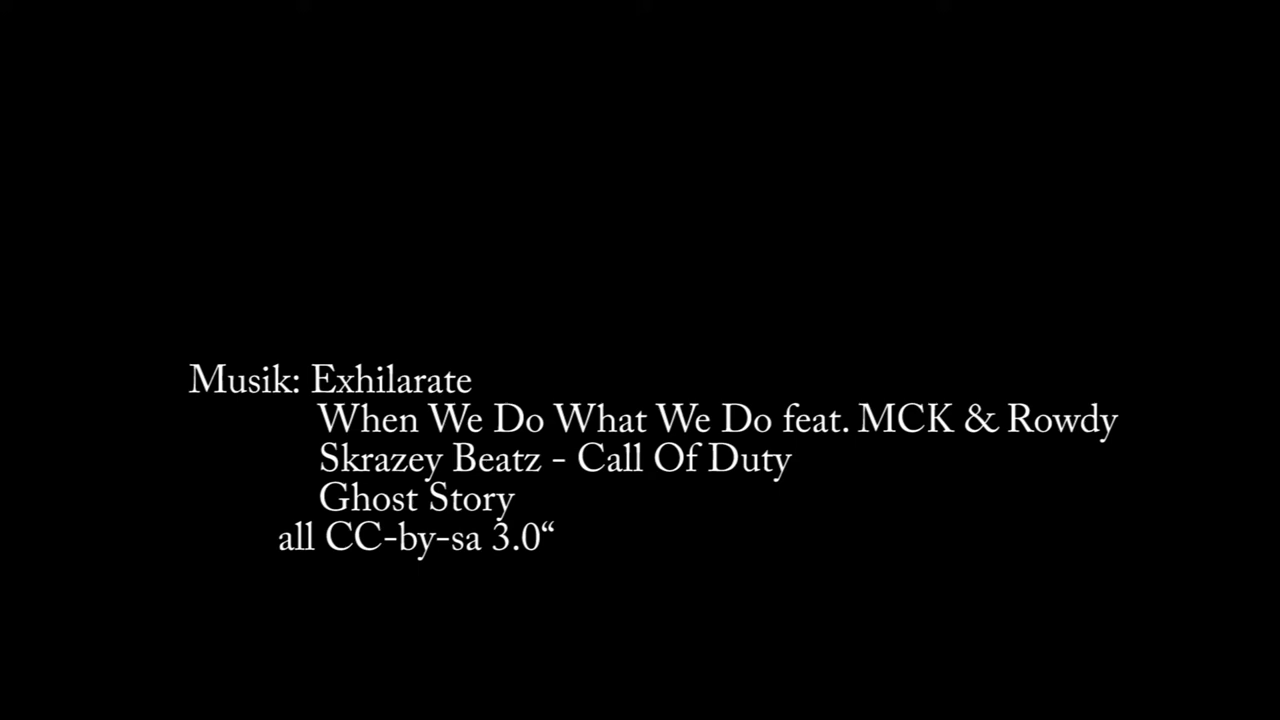 Musik: Exhilarate
When We Do What We Do feat. MCK & Rowdy
Skrazey Beatz - Call Of Duty
Ghost Story
all CC-by-sa 3.0“